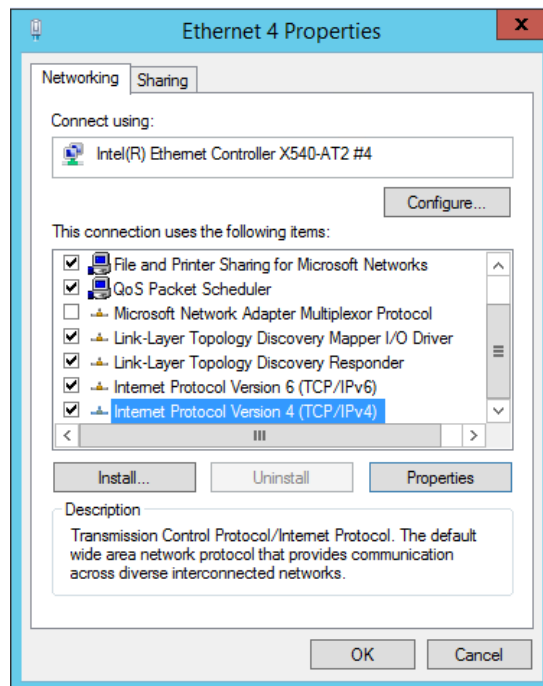 Ethernet 4 Properties
x
Networking
Sharing
Connect using:
Intel(R) Ethernet Controller X540-AT2 #4
Configure...
This connection uses the following items:
File and Printer Sharing for Microsoft Networks
QoS Packet Scheduler
Microsoft Network Adapter Multiplexor Protocol
Link-Layer Topology Discovery Mapper I/O Driver
Link-Layer Topology Discovery Responder
Internet Protocol Version 6 (TCP/IPv6)
Internet Protocol Version 4 (TCP/IPv4)
Install...
Uninstall
Properties
Description
Transmission Control Protocol/Internet Protocol. The default
wide area network protocol that provides communication
across diverse interconnected networks.
OK
Cancel